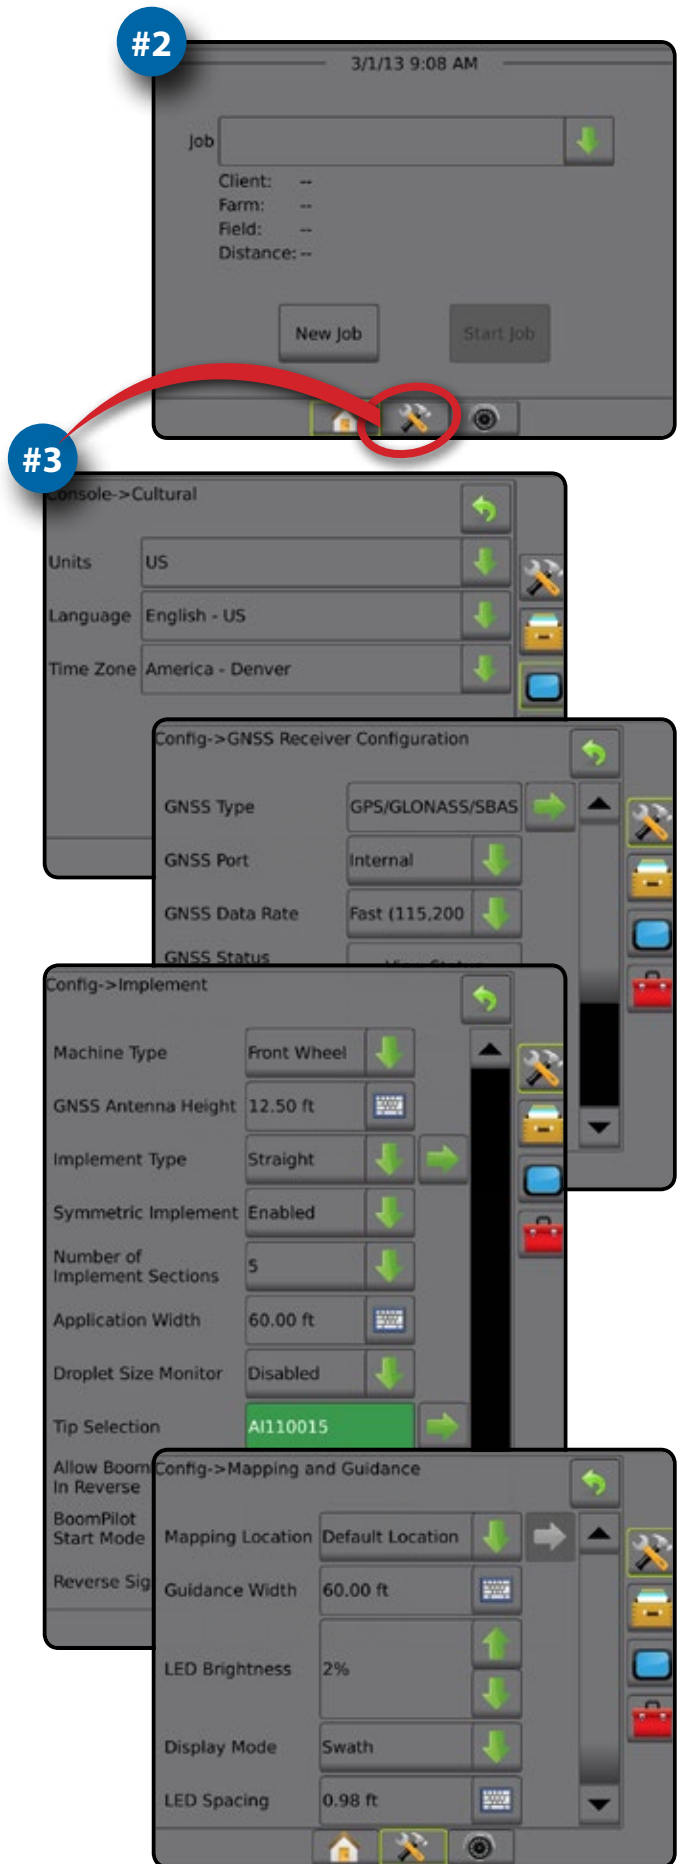 #2
3/1/13 9:08 AM
Job
Client: --
Farm: --
Field: --
Distance: --
New Job Start Job
#3
Console->Cultural
Units US
Language English - US
Time Zone America - Denver
Config->GNSS Receiver Configuration
GNSS Type GPS/GLONASS/SBAS
GNSS Port Internal
GNSS Data Rate Fast (115,200
GNSS Status View Status
Config->Implement
Machine Type Front Wheel
GNSS Antenna Height 12.50 ft
Implement Type Straight
Symmetric Implement Enabled
Number of
Implement Sections 5
Application Width 60.00 ft
Droplet Size Monitor Disabled
Tip Selection AI110015
Allow Boom
In Reverse
BoomPilot
Start Mode
Reverse Sig
Config->Mapping and Guidance
Mapping Location Default Location
Guidance Width 60.00 ft
LED Brightness 2%
Display Mode Swath
LED Spacing 0.98 ft